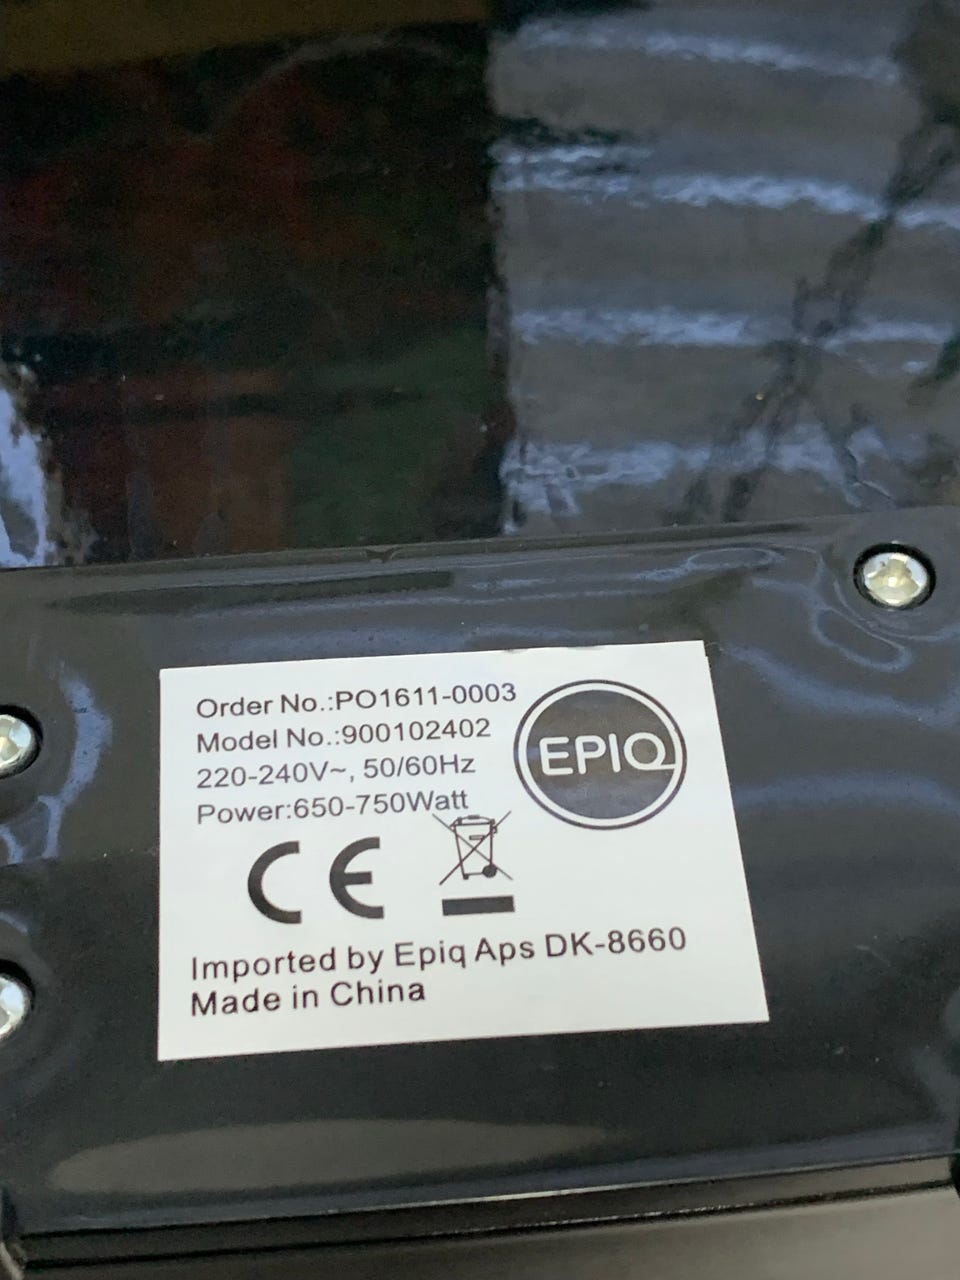 Order No.:PO1611-0003
Model No.:900102402
220-240V~, 50/60Hz
Power:650-750Watt
EPIQ
CE
Imported by Epiq Aps DK-8660
Made in China